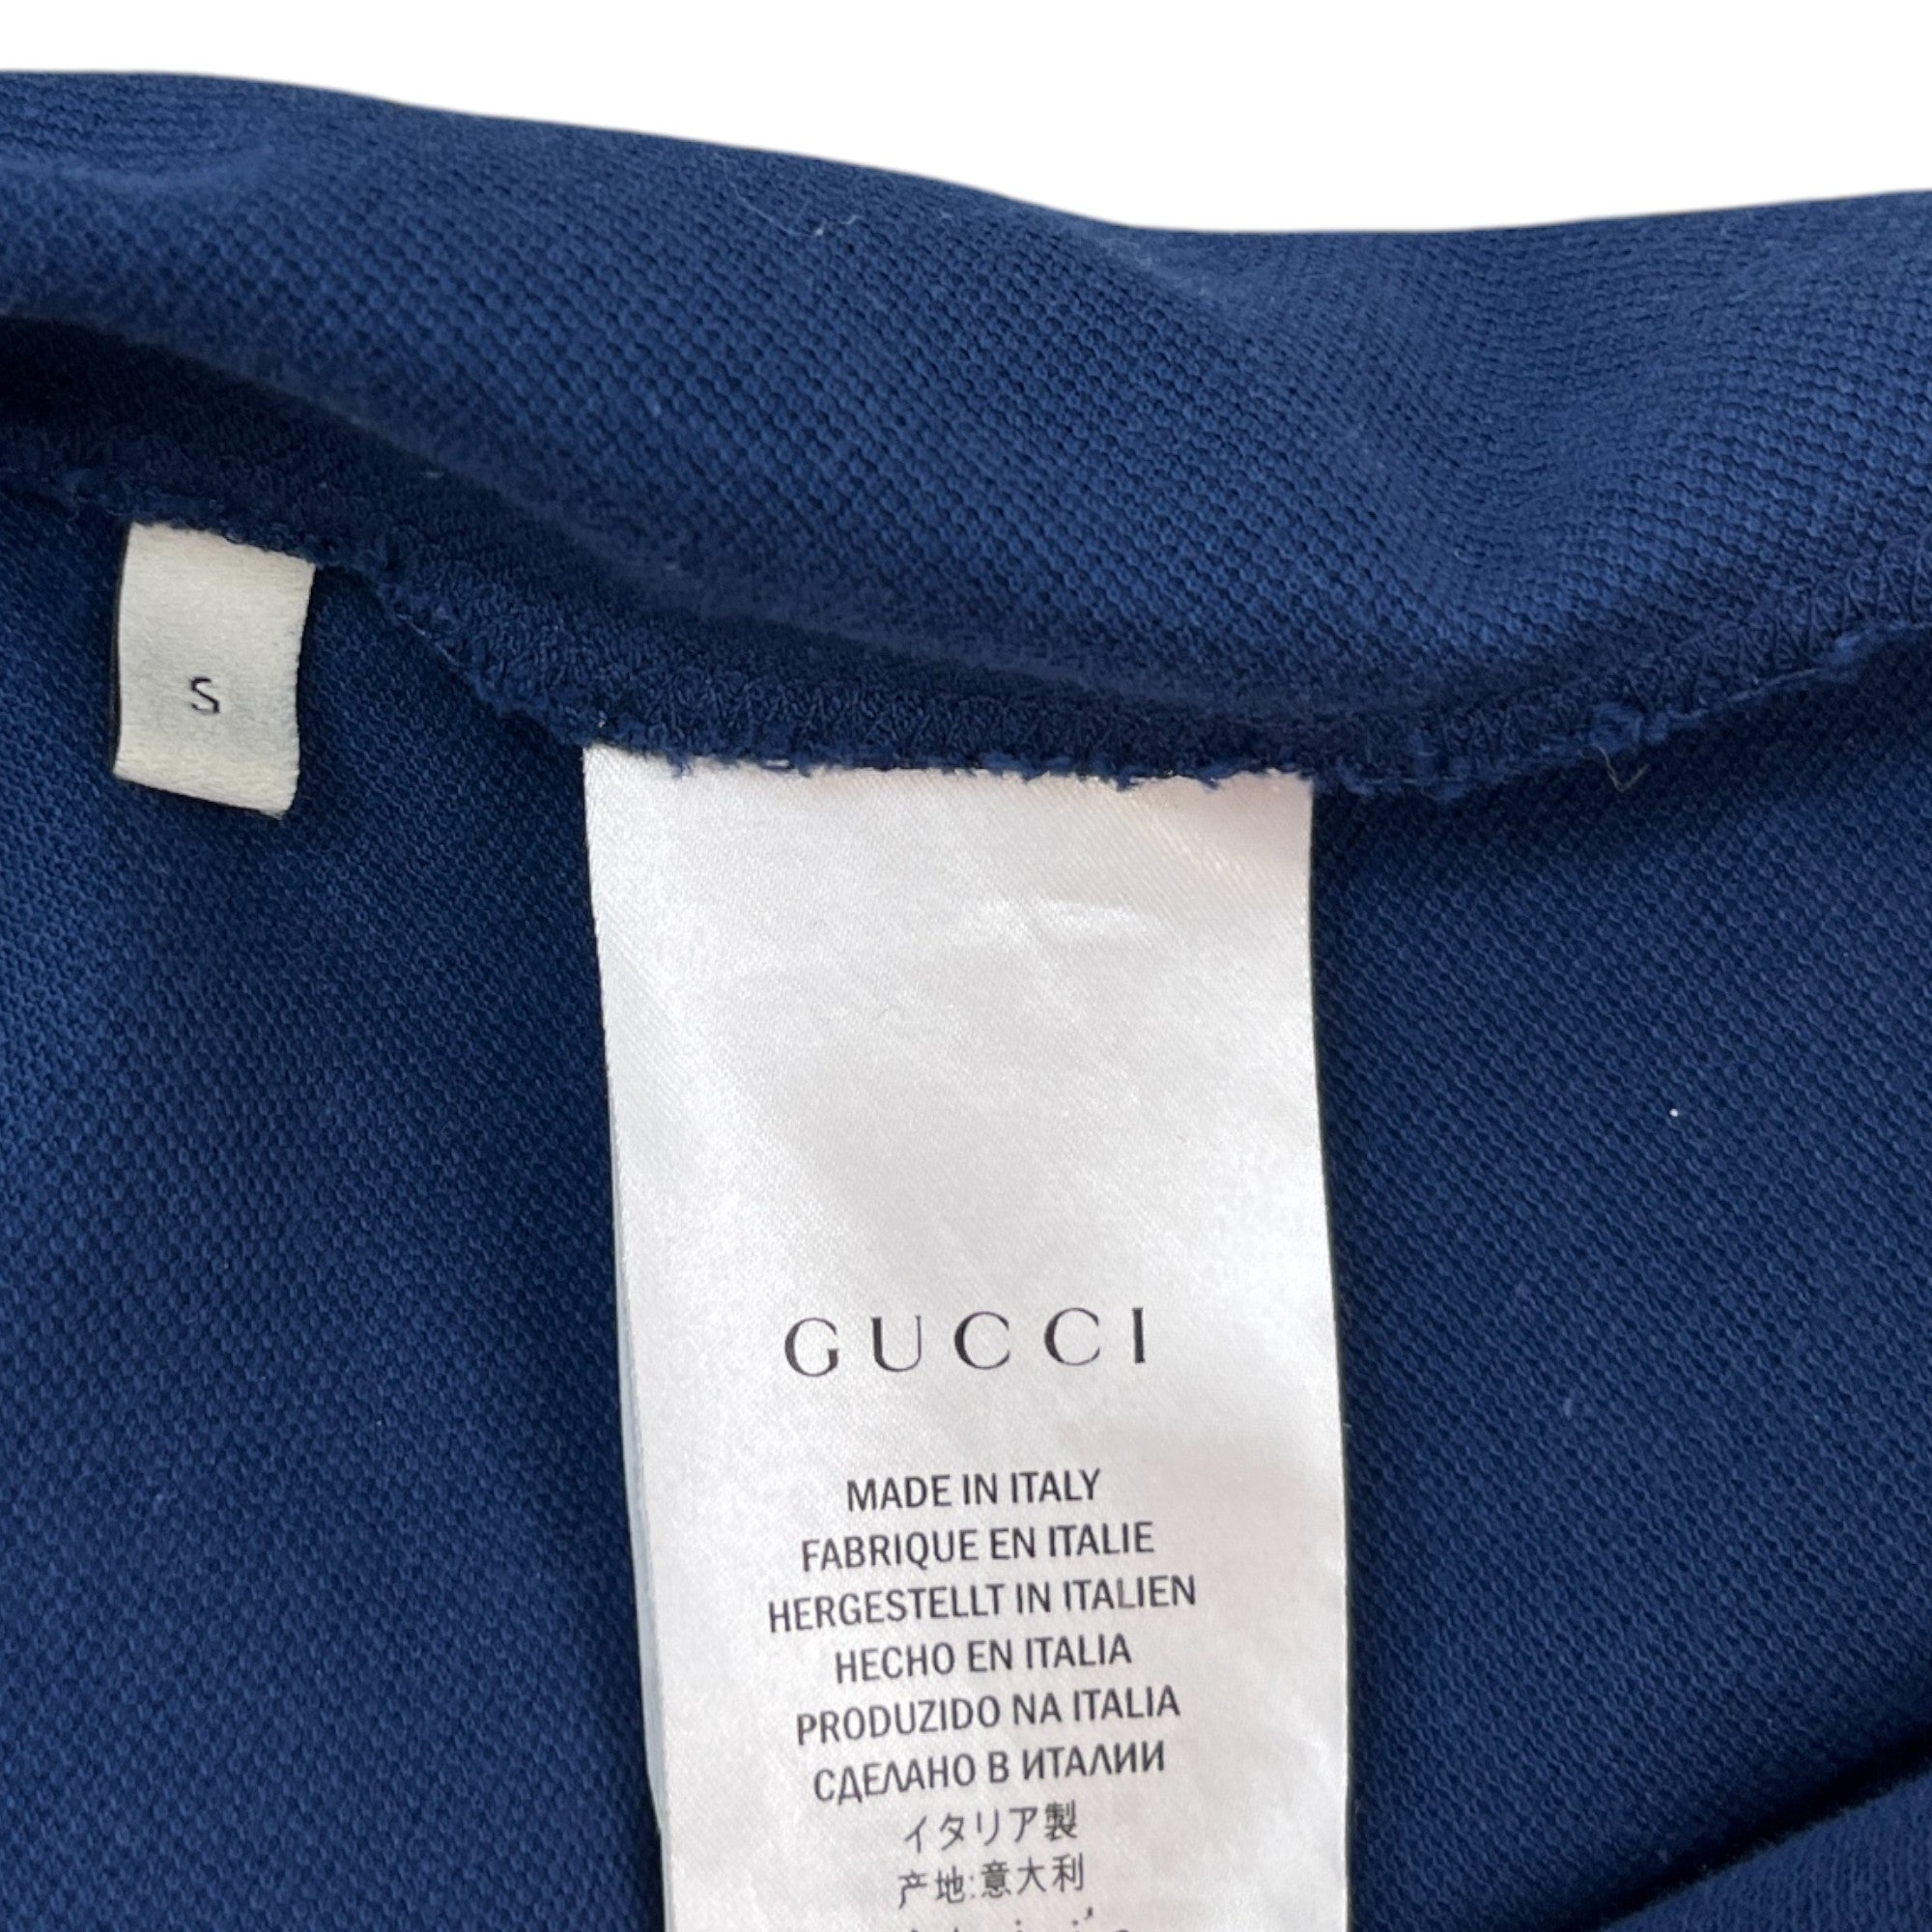 S
GUCCI
MADE IN ITALY
FABRIQUE EN ITALIE
HERGESTELLT IN ITALIEN
HECHO EN ITALIA
PRODUZIDO NA ITALIA
СДЕЛАНО В ИТАЛИИ
イタリア製
产地:意大利